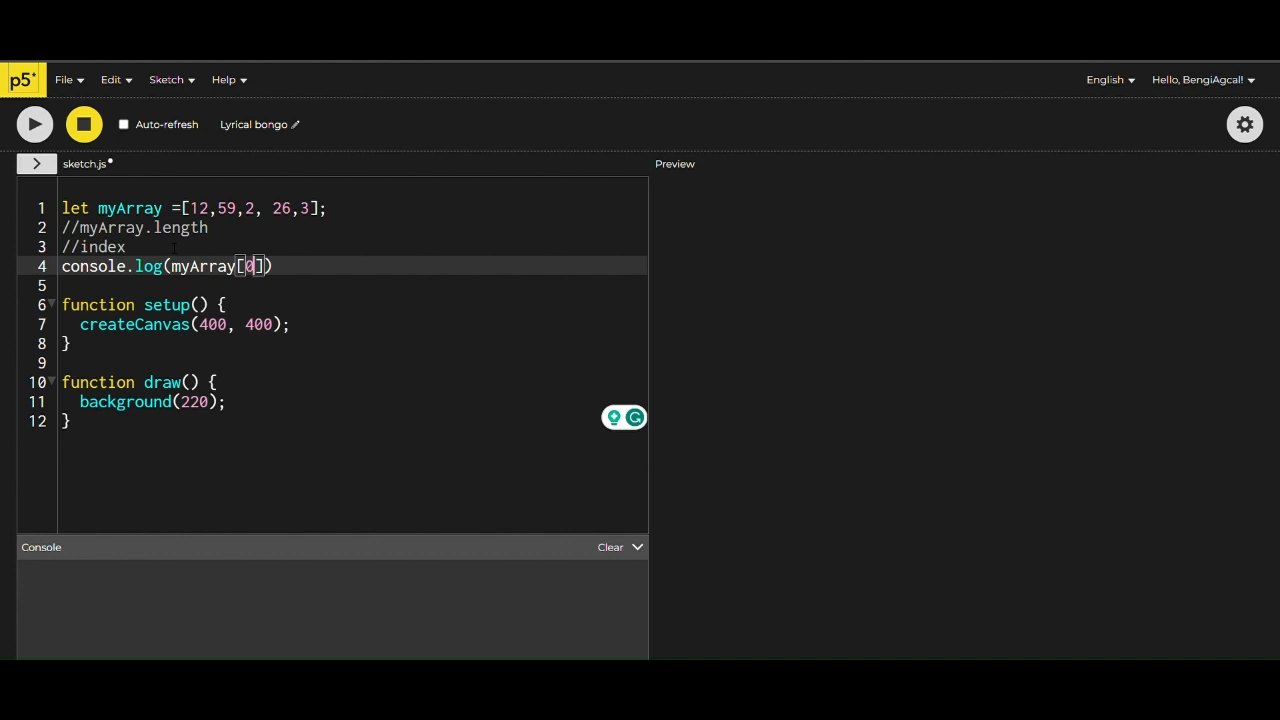 p5* File Edit Sketch Help English Hello, BengiAgcal!
Auto-refresh Lyrical bongo
> sketch.js Preview
1 let myArray =[12,59,2, 26,3];
2 //myArray.length
3 //index
4 console.log(myArray[0])
5
6 function setup() {
7 createCanvas(400, 400);
8 }
9
10 function draw() {
11 background(220);
12 }
Console Clear